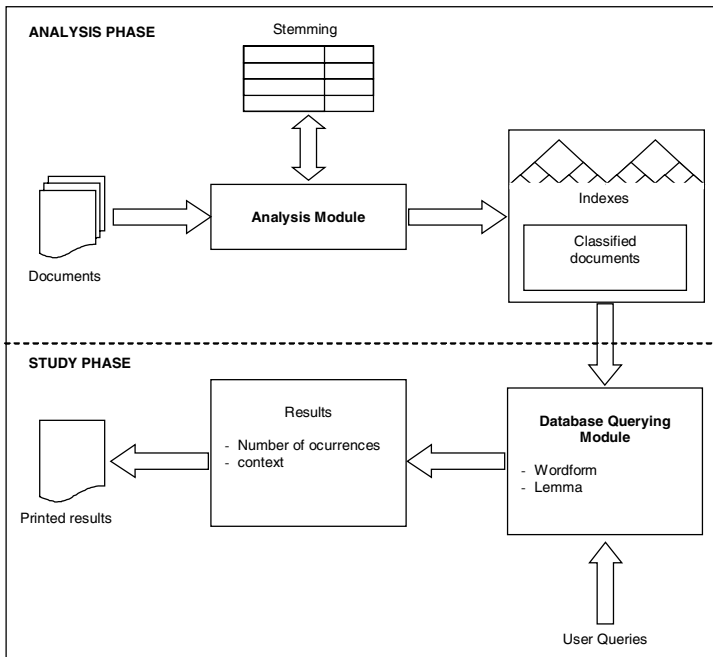 ANALYSIS PHASE
Stemming
Analysis Module
Documents
Indexes
Classified
documents
STUDY PHASE
Results
- Number of ocurrences
- context
Printed results
Database Querying
Module
- Wordform
- Lemma
User Queries